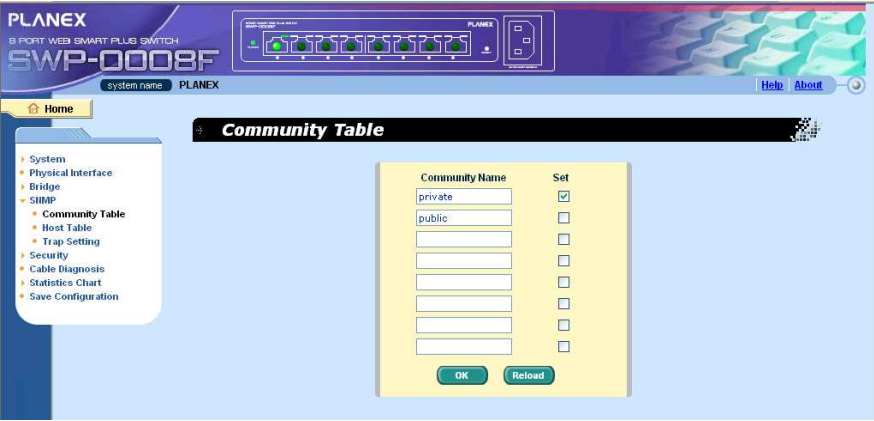 PLANEX
8 PORT WEB SMART PLUS SWITCH
SWP-0008F
PLANEX
system name PLANEX
Help About
Home
Community Table
System
Physical Interface
Bridge
SNMP
Community Table
Host Table
Trap Setting
Security
Cable Diagnosis
Statistics Chart
Save Configuration
Community Name Set
private
public
OK Reload